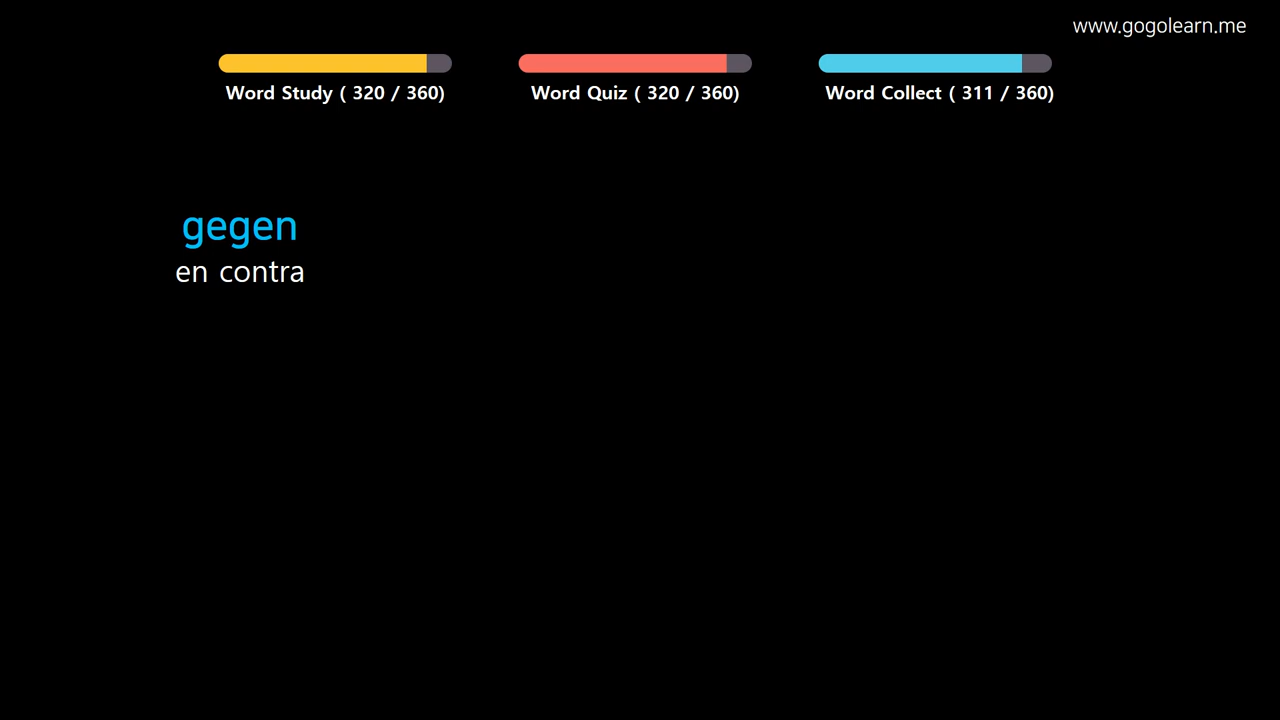 www.gogolearn.me
Word Study ( 320 / 360)
Word Quiz ( 320 / 360)
Word Collect ( 311 / 360)
gegen
en contra